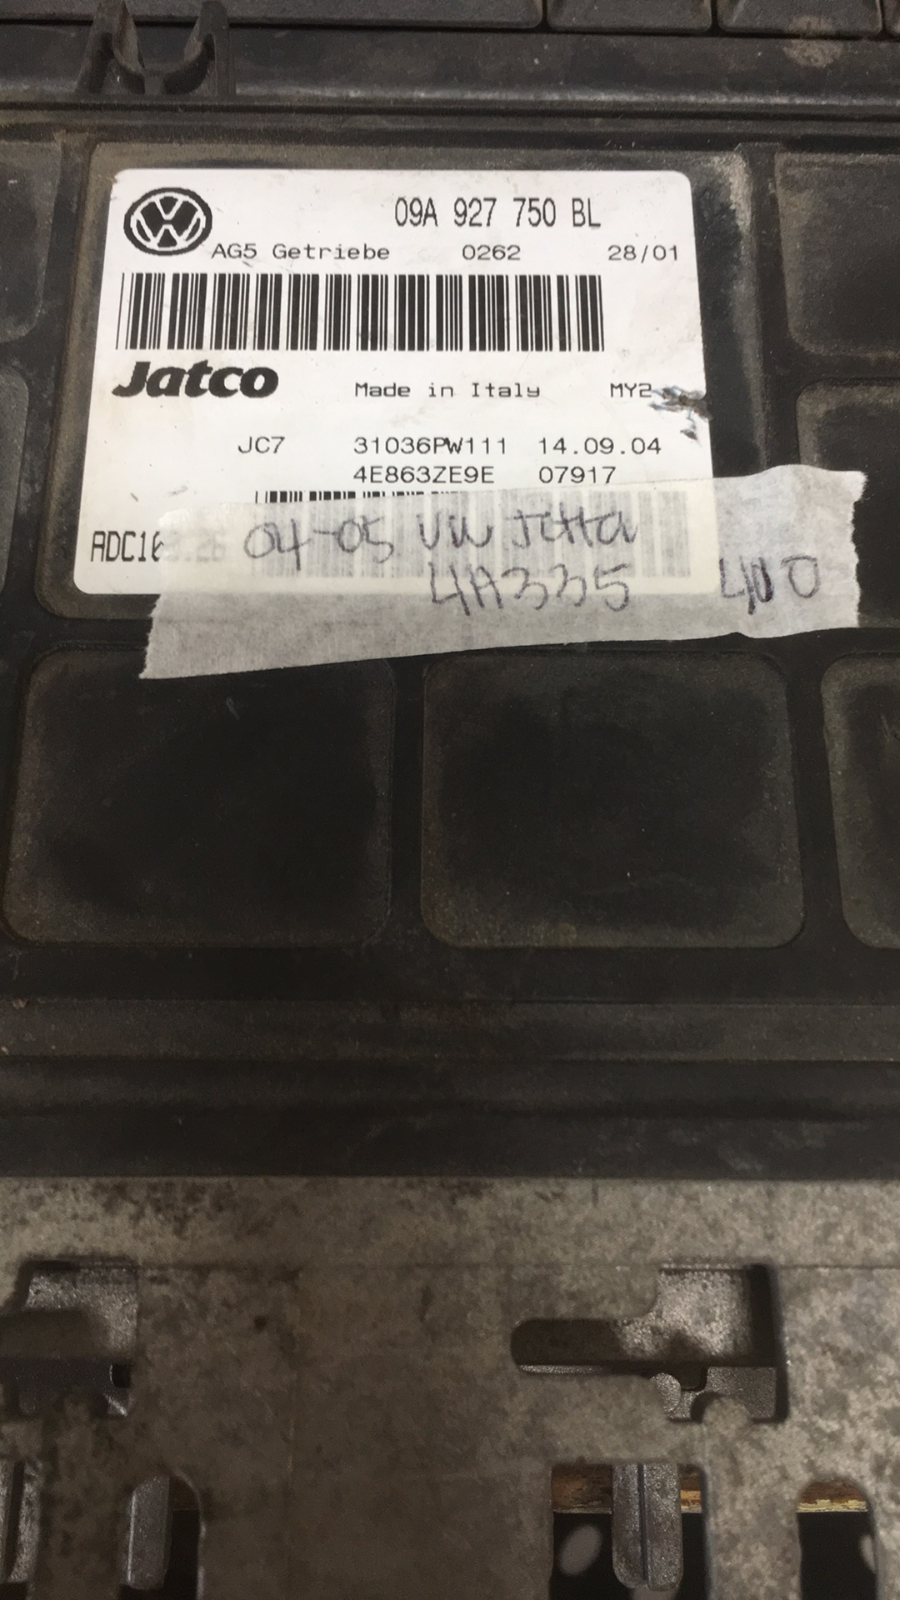 09A 927 750 BL
AG5 Getriebe 0262 28/01
Jatco Made in Italy MY2
JC7 31036PW111 14.09.04
4E863ZE9E 07917
04-05 VW Jetta
4A335 400